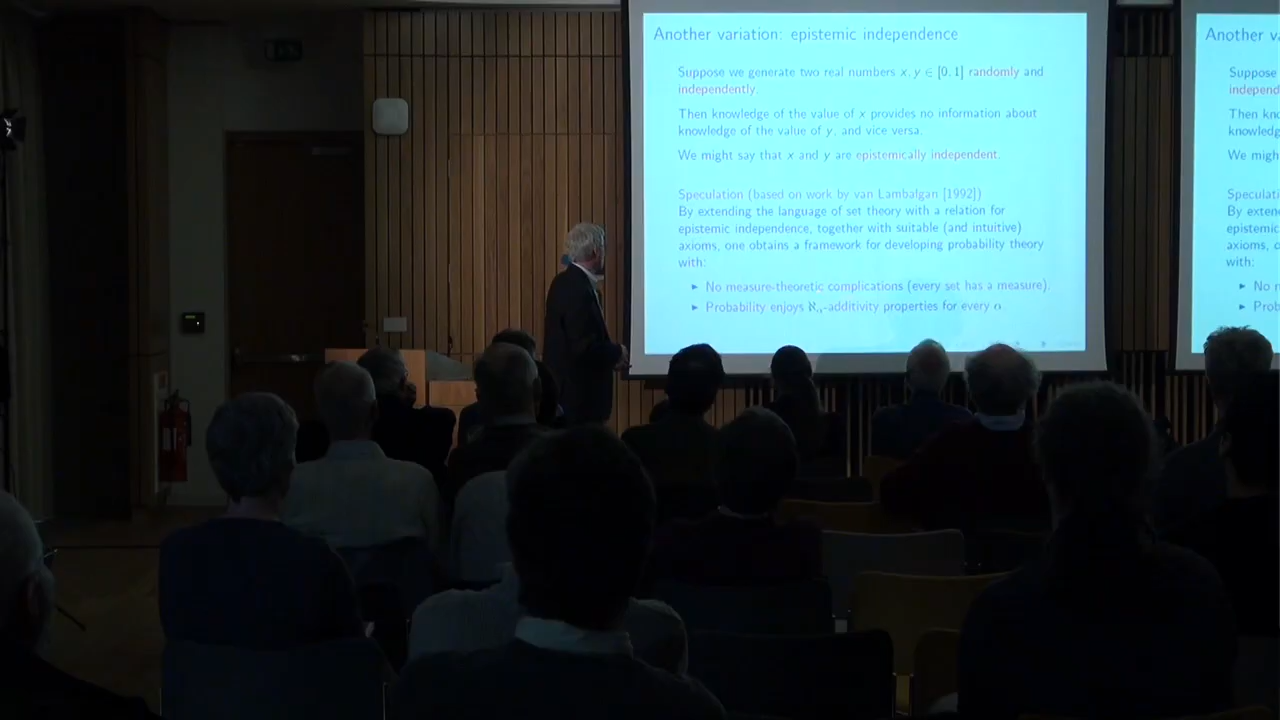 Another variation: epistemic independence
Suppose we generate two real numbers x, y ∈ [0, 1] randomly and
independently.
Then knowledge of the value of x provides no information about
knowledge of the value of y, and vice versa.
We might say that x and y are epistemically independent.
Speculation (based on work by van Lambalgan [1992])
By extending the language of set theory with a relation for
epistemic independence, together with suitable (and intuitive)
axioms, one obtains a framework for developing probability theory
with:
▸ No measure-theoretic complications (every set has a measure).
▸ Probability enjoys ℵα-additivity properties for every α
Another va
Suppose
independ
Then kno
knowledg
We migh
Speculati
By exten
epistemic
axioms, o
with:
▸ No m
▸ Prob